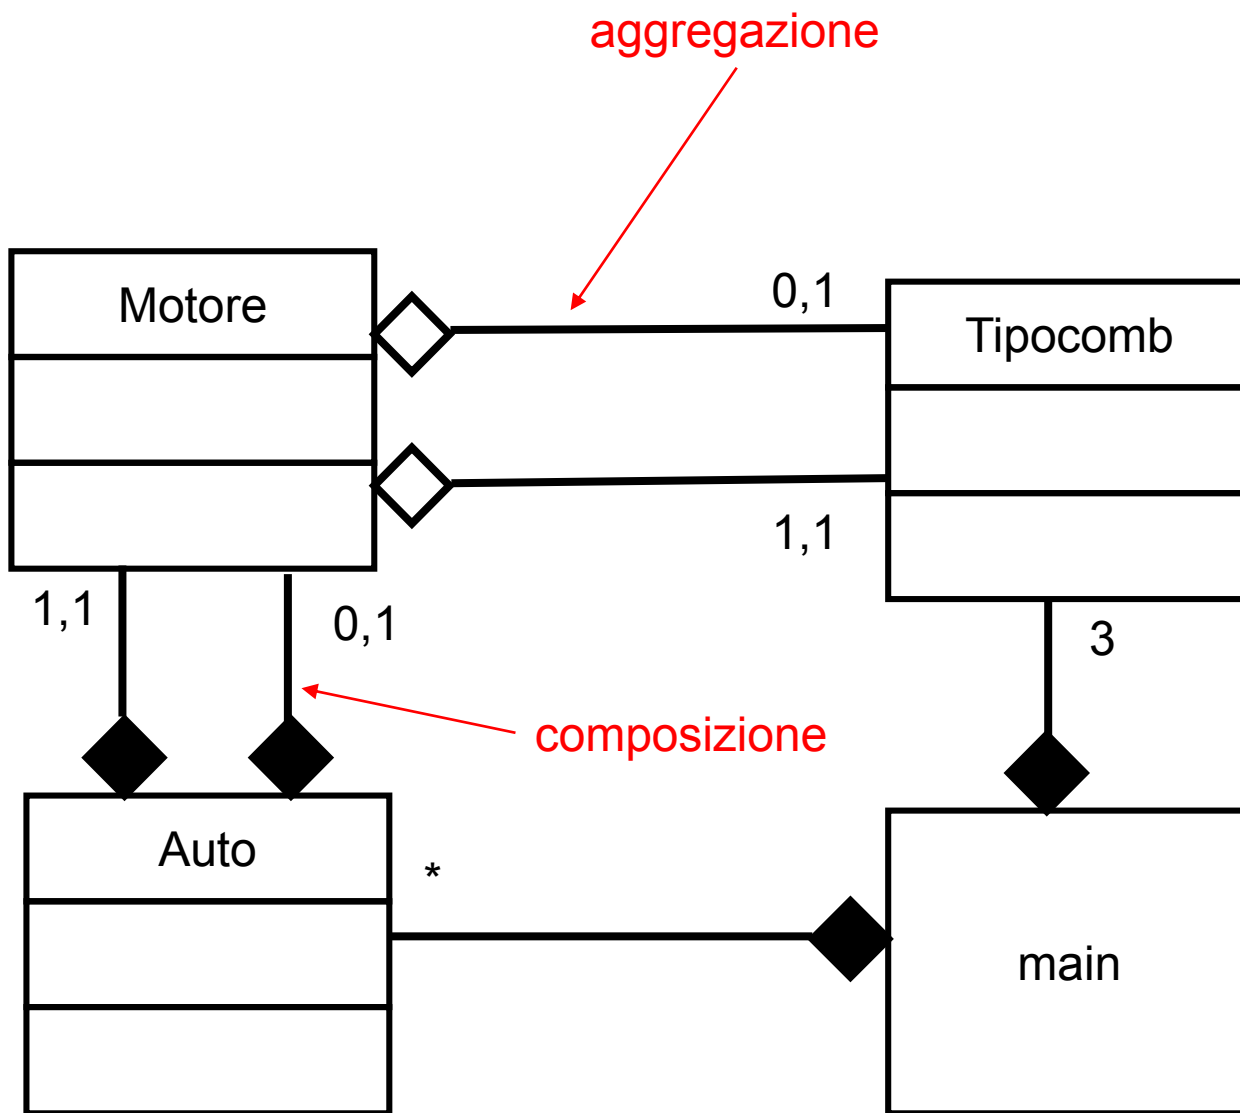 aggregazione
Motore
0,1
Tipocomb
1,1
1,1
0,1
3
composizione
Auto
*
main